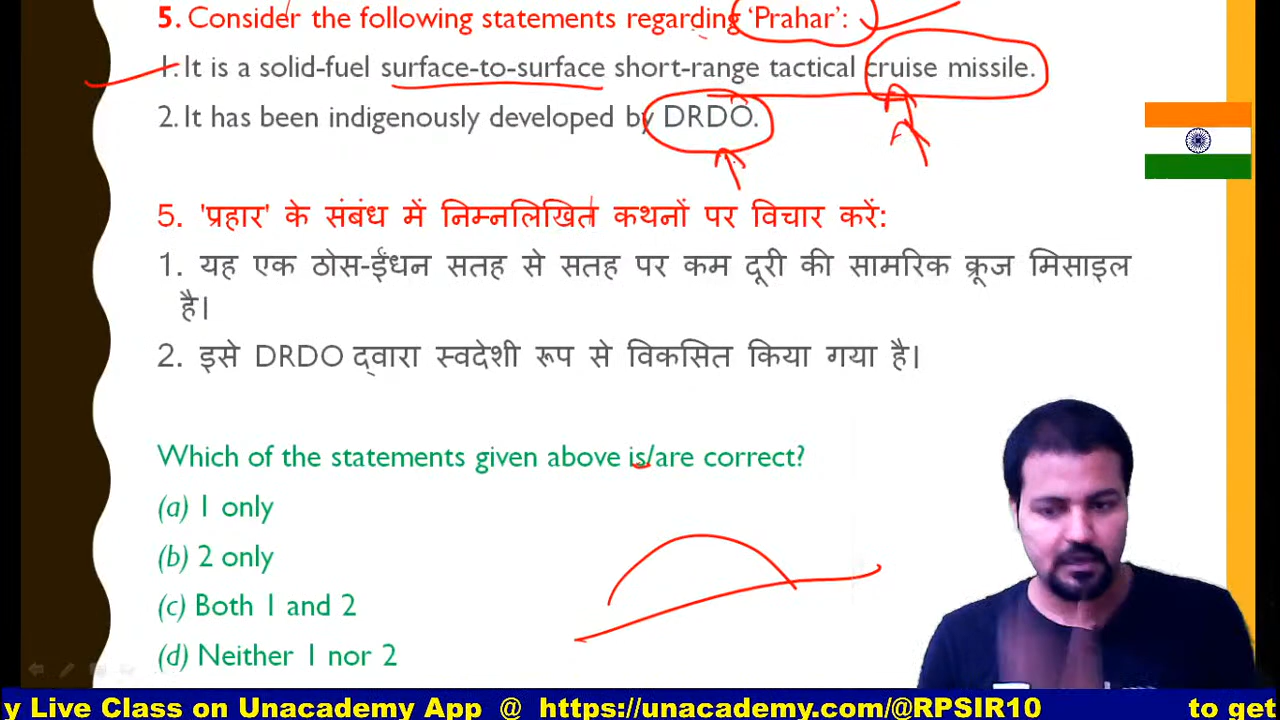 5. Consider the following statements regarding 'Prahar':
1. It is a solid-fuel surface-to-surface short-range tactical cruise missile.
2. It has been indigenously developed by DRDO.
5. 'प्रहार' के संबंध में निम्नलिखित कथनों पर विचार करें:
1. यह एक ठोस-ईंधन सतह से सतह पर कम दूरी की सामरिक क्रूज मिसाइल
है।
2. इसे DRDO द्वारा स्वदेशी रूप से विकसित किया गया है।
Which of the statements given above is/are correct?
(a) 1 only
(b) 2 only
(c) Both 1 and 2
(d) Neither 1 nor 2
y Live Class on Unacademy App @ https://unacademy.com/@RPSIR10 to get